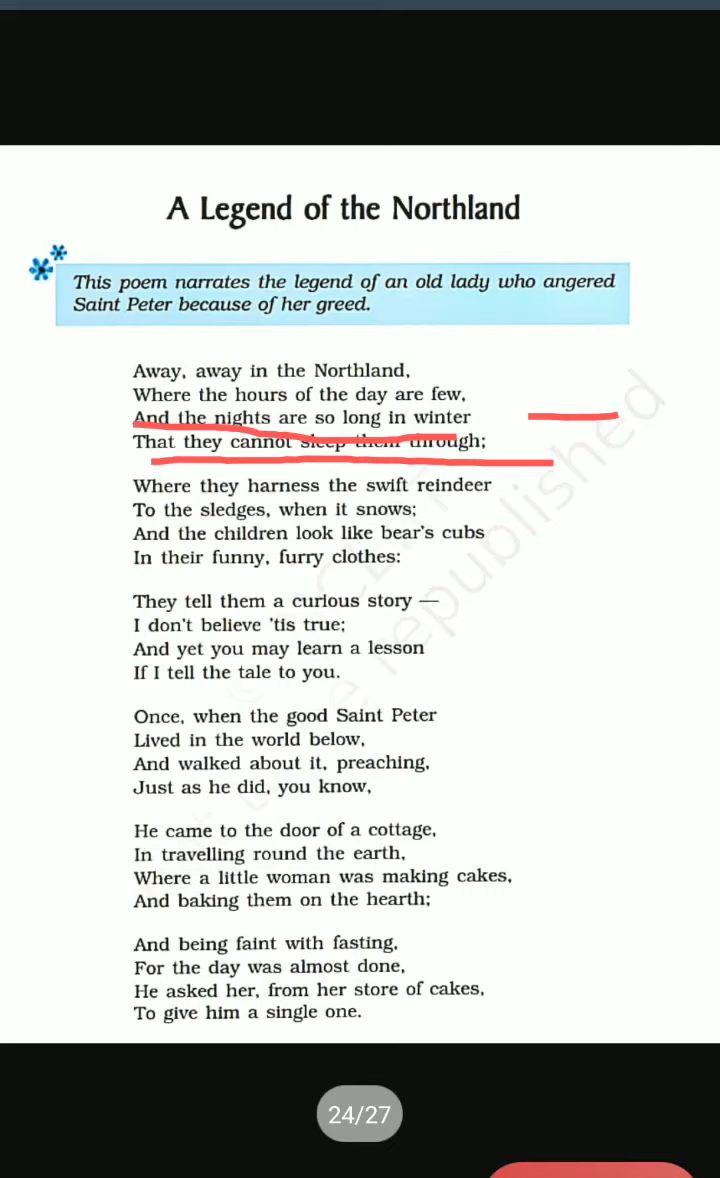 A Legend of the Northland
This poem narrates the legend of an old lady who angered
Saint Peter because of her greed.
Away, away in the Northland,
Where the hours of the day are few,
And the nights are so long in winter
That they cannot sleep them through;
Where they harness the swift reindeer
To the sledges, when it snows;
And the children look like bear's cubs
In their funny, furry clothes:
They tell them a curious story —
I don't believe 'tis true;
And yet you may learn a lesson
If I tell the tale to you.
Once, when the good Saint Peter
Lived in the world below,
And walked about it, preaching,
Just as he did, you know,
He came to the door of a cottage,
In travelling round the earth,
Where a little woman was making cakes,
And baking them on the hearth;
And being faint with fasting,
For the day was almost done,
He asked her, from her store of cakes,
To give him a single one.
republished
24/27